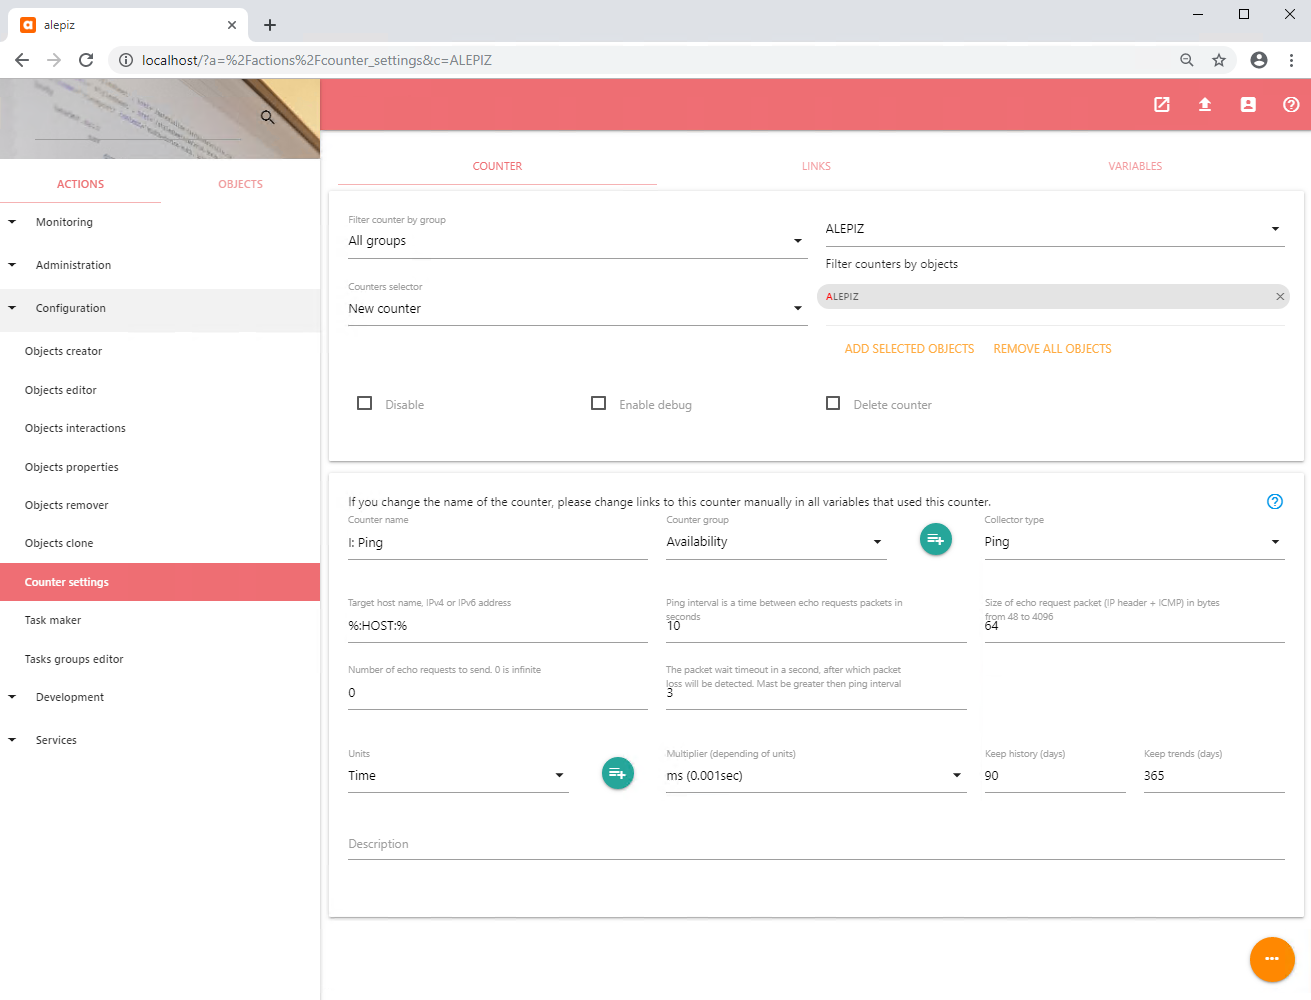 alepiz
localhost/?a=%2Factions%2Fcounter_settings&c=ALEPIZ
ACTIONS
OBJECTS
Monitoring
Administration
Configuration
Objects creator
Objects editor
Objects interactions
Objects properties
Objects remover
Objects clone
Counter settings
Task maker
Tasks groups editor
Development
Services
COUNTER
LINKS
VARIABLES
Filter counter by group
All groups
ALEPIZ
Filter counters by objects
Counters selector
New counter
ALEPIZ
ADD SELECTED OBJECTS
REMOVE ALL OBJECTS
Disable
Enable debug
Delete counter
If you change the name of the counter, please change links to this counter manually in all variables that used this counter.
Counter name
I: Ping
Counter group
Availability
Collector type
Ping
Target host name, IPv4 or IPv6 address
%:HOST:%
Ping interval is a time between echo requests packets in
seconds
10
Size of echo request packet (IP header + ICMP) in bytes
from 48 to 4096
64
Number of echo requests to send. 0 is infinite
0
The packet wait timeout in a second, after which packet
loss will be detected. Mast be greater then ping interval
3
Units
Time
Multiplier (depending of units)
ms (0.001sec)
Keep history (days)
90
Keep trends (days)
365
Description